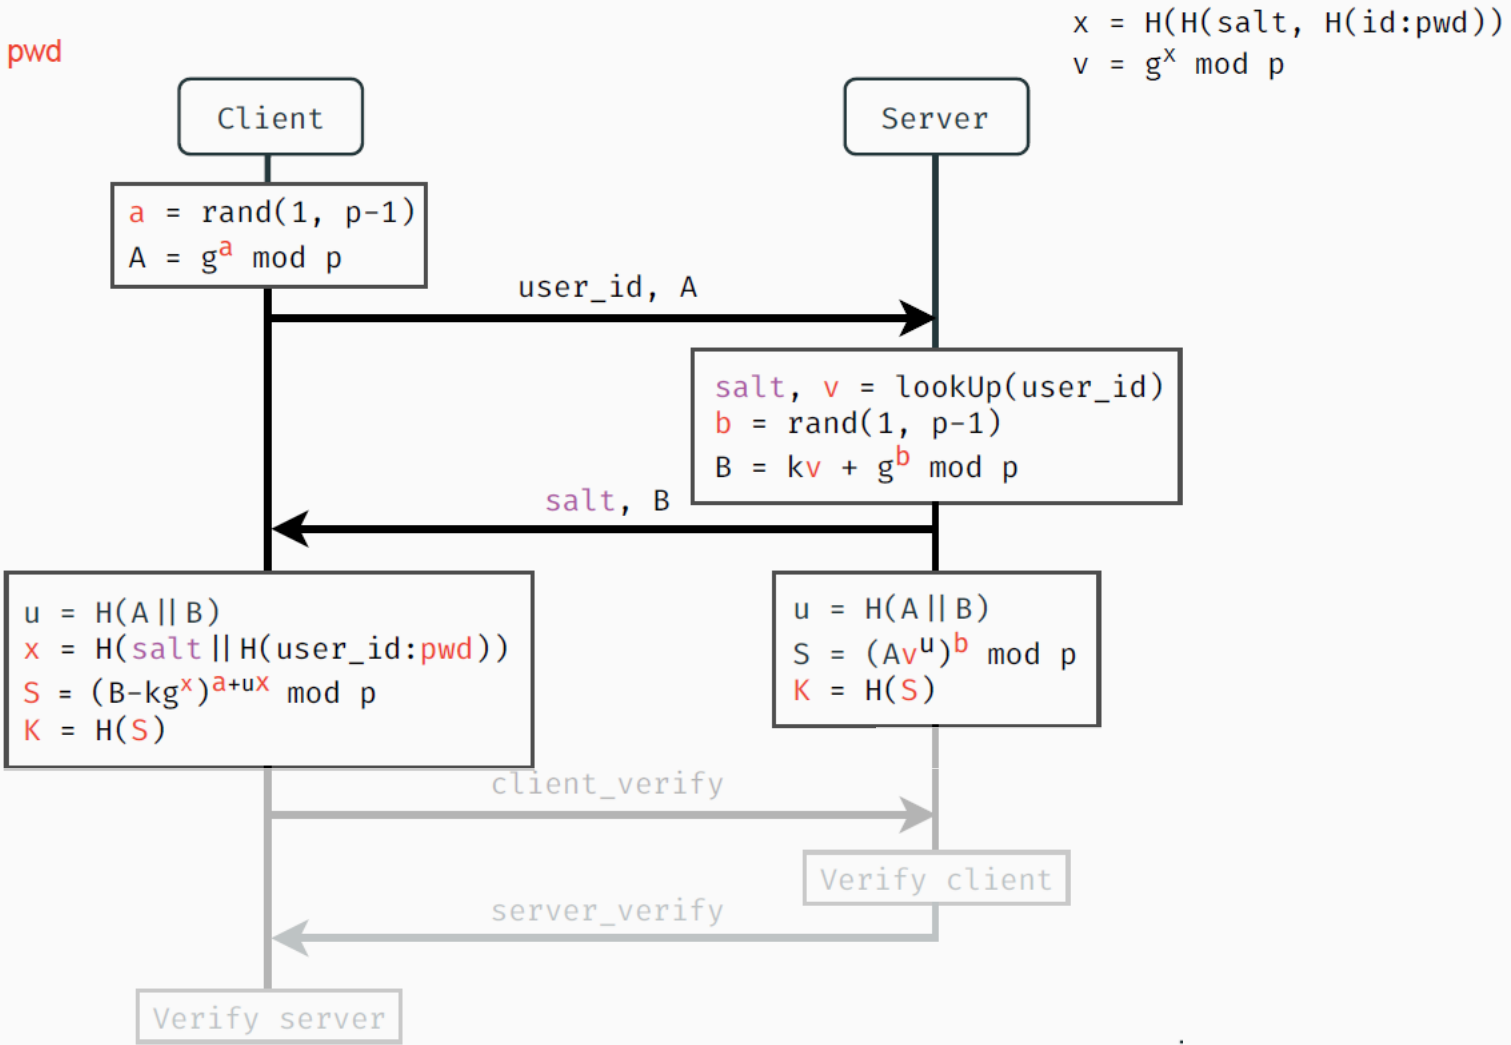 x = H(H(salt, H(id:pwd))
v = g^x mod p
pwd
Client
Server
a = rand(1, p-1)
A = g^a mod p
user_id, A
salt, v = lookUp(user_id)
b = rand(1, p-1)
B = kv + g^b mod p
salt, B
u = H(A||B)
x = H(salt||H(user_id:pwd))
S = (B-kg^x)^a+ux mod p
K = H(S)
u = H(A||B)
S = (Av^u)^b mod p
K = H(S)
client_verify
Verify client
server_verify
Verify server